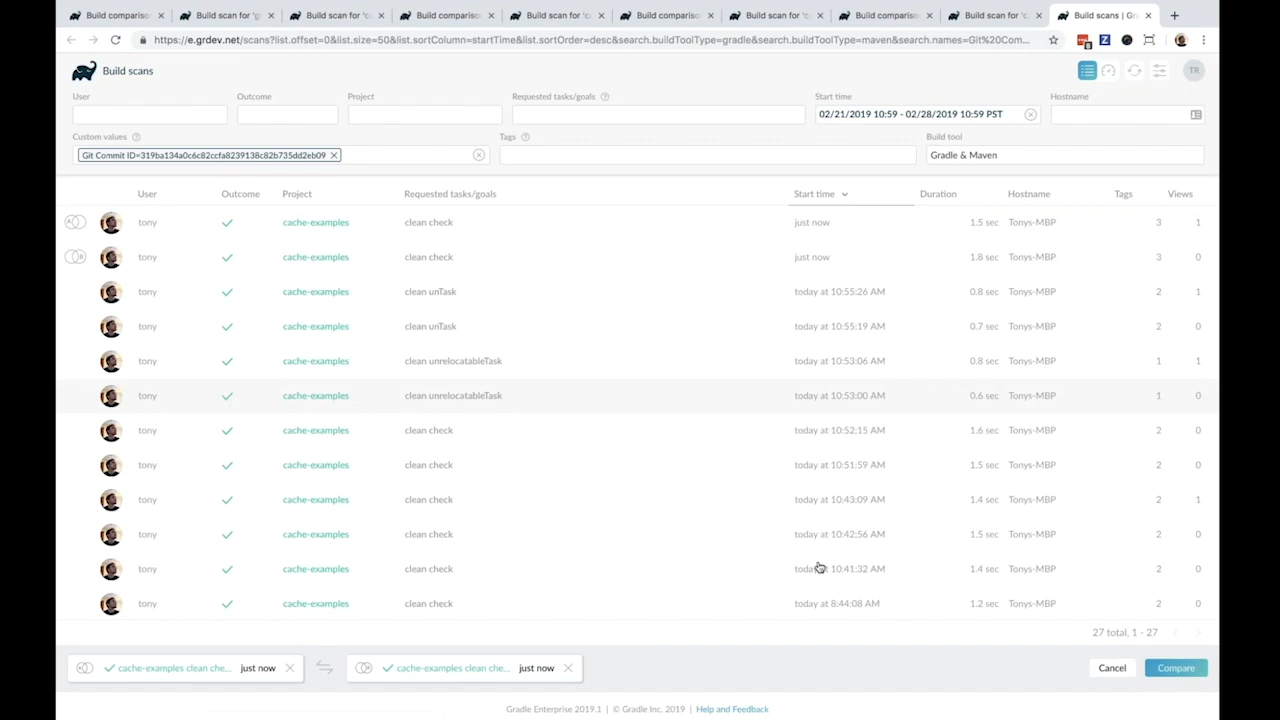 Build compariso Build scan for 'g Build scan for 'ca Build compariso Build scan for 'ca Build compariso Build scan for 'c Build compariso Build scan for 'c Build scans | Gr
https://e.grdev.net/scans?list.offset=0&list.size=50&list.sortColumn=startTime&list.sortOrder=desc&search.buildToolType=gradle&search.buildToolType=maven&search.names=Git%20Com...
Build scans TR
User Outcome Project Requested tasks/goals Start time Hostname
02/21/2019 10:59 - 02/28/2019 10:59 PST
Custom values Tags Build tool
Git Commit ID=319ba134a0c6c82ccfa8239138c82b735dd2eb09 Gradle & Maven
User Outcome Project Requested tasks/goals Start time Duration Hostname Tags Views
tony cache-examples clean check just now 1.5 sec Tonys-MBP 3 1
tony cache-examples clean check just now 1.8 sec Tonys-MBP 3 0
tony cache-examples clean unTask today at 10:55:26 AM 0.8 sec Tonys-MBP 2 1
tony cache-examples clean unTask today at 10:55:19 AM 0.7 sec Tonys-MBP 2 0
tony cache-examples clean unrelocatableTask today at 10:53:06 AM 0.8 sec Tonys-MBP 1 1
tony cache-examples clean unrelocatableTask today at 10:53:00 AM 0.6 sec Tonys-MBP 1 0
tony cache-examples clean check today at 10:52:15 AM 1.6 sec Tonys-MBP 2 0
tony cache-examples clean check today at 10:51:59 AM 1.5 sec Tonys-MBP 2 0
tony cache-examples clean check today at 10:43:09 AM 1.4 sec Tonys-MBP 2 1
tony cache-examples clean check today at 10:42:56 AM 1.5 sec Tonys-MBP 2 0
tony cache-examples clean check today at 10:41:32 AM 1.4 sec Tonys-MBP 2 0
tony cache-examples clean check today at 8:44:08 AM 1.2 sec Tonys-MBP 2 0
27 total, 1 - 27
cache-examples clean che... just now cache-examples clean che... just now Cancel Compare
Gradle Enterprise 2019.1 | © Gradle Inc. 2019 | Help and Feedback